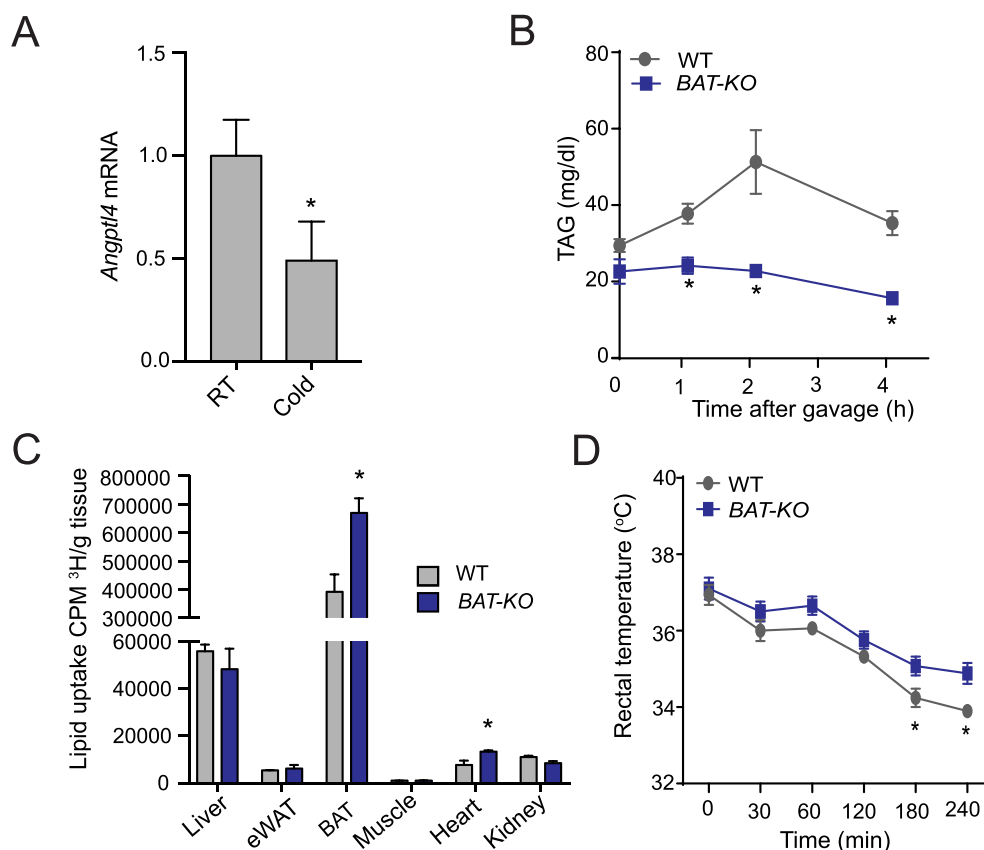 A
1.5
1.0
0.5
0.0
Angptl4 mRNA
*
RT
Cold
B
80
60
40
20
0
TAG (mg/dl)
WT
BAT-KO
*
*
*
0
1
2
3
4
Time after gavage (h)
C
Lipid uptake CPM ³H/g tissue
800000
700000
600000
500000
400000
300000
60000
40000
20000
0
*
*
WT
BAT-KO
Liver
eWAT
BAT
Muscle
Heart
Kidney
D
40
38
36
34
32
Rectal temperature (ºC)
WT
BAT-KO
*
*
0
30
60
120
180
240
Time (min)